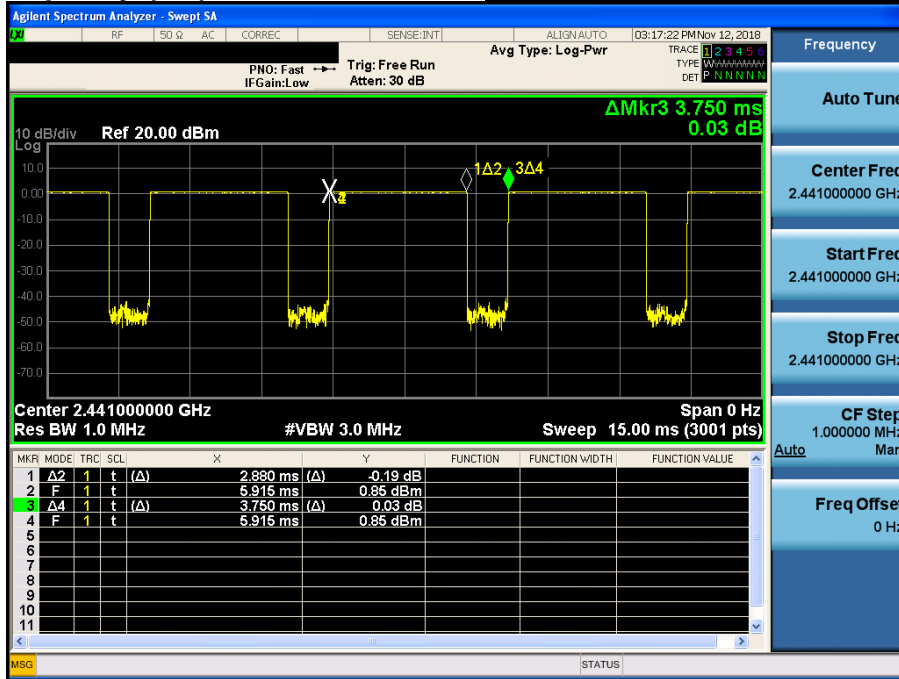 Agilent Spectrum Analyzer - Swept SA
LXI RF 50 Ω AC CORREC SENSE:INT ALIGNAUTO 03:17:22 PM Nov 12, 2018
Avg Type: Log-Pwr TRACE 1 2 3 4 5 6
PNO: Fast Trig: Free Run TYPE W
IFGain:Low Atten: 30 dB DET P N N N N N
ΔMkr3 3.750 ms
0.03 dB
10 dB/div Ref 20.00 dBm
Log
10.0
0.00
-10.0
-20.0
-30.0
-40.0
-50.0
-60.0
-70.0
1Δ2 3Δ4
Center 2.441000000 GHz Span 0 Hz
Res BW 1.0 MHz #VBW 3.0 MHz Sweep 15.00 ms (3001 pts)
MKR MODE TRC SCL X Y FUNCTION FUNCTION WIDTH FUNCTION VALUE
1 Δ2 1 t (Δ) 2.880 ms (Δ) -0.19 dB
2 F 1 t 5.915 ms 0.85 dBm
3 Δ4 1 t (Δ) 3.750 ms (Δ) 0.03 dB
4 F 1 t 5.915 ms 0.85 dBm
5
6
7
8
9
10
11
MSG STATUS
Frequency
Auto Tune
Center Freq
2.441000000 GHz
Start Freq
2.441000000 GHz
Stop Freq
2.441000000 GHz
CF Step
1.000000 MHz
Auto Man
Freq Offset
0 Hz